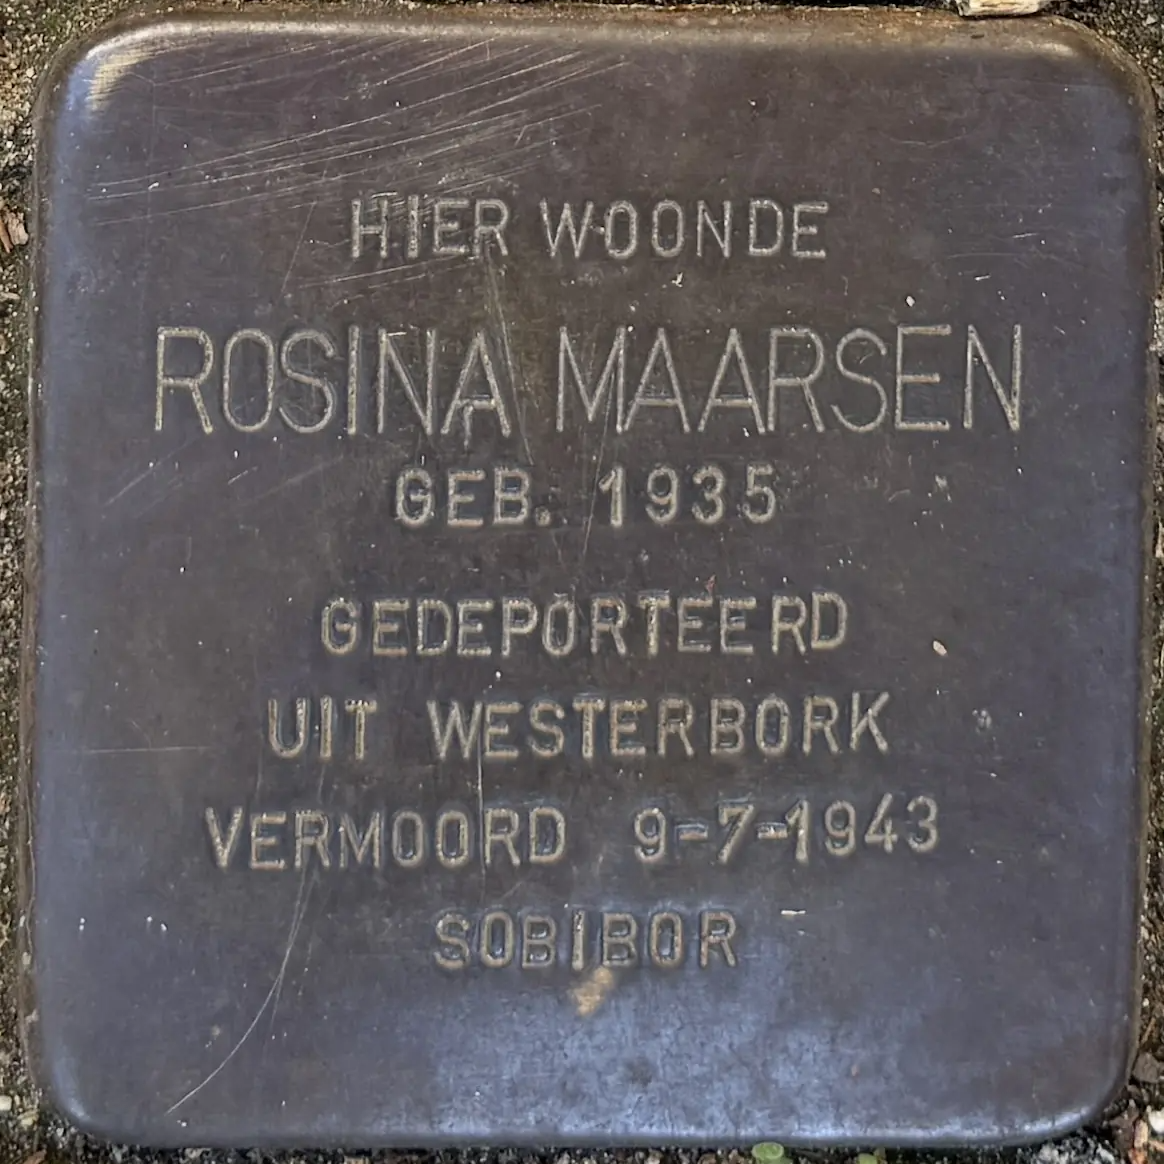 HIER WOONDE
ROSINA MAARSEN
GEB. 1935
GEDEPORTEERD
UIT WESTERBORK
VERMOORD 9-7-1943
SOBIBOR